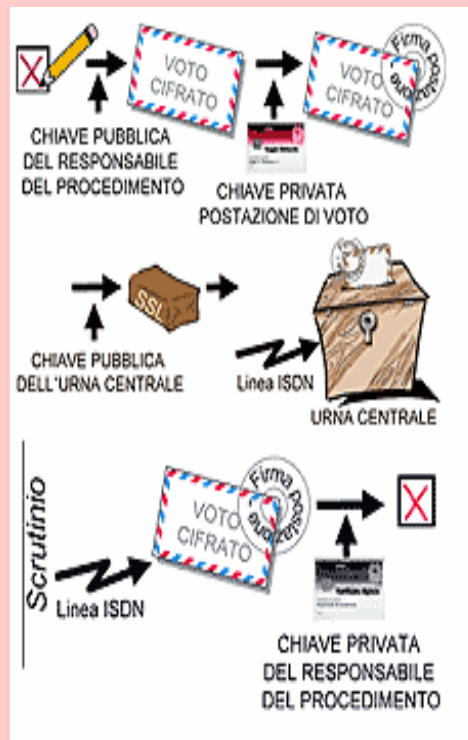 VOTO
CIFRATO
VOTO
CIFRATO
Firma postazione
CHIAVE PUBBLICA
DEL RESPONSABILE
DEL PROCEDIMENTO
CHIAVE PRIVATA
POSTAZIONE DI VOTO
SSL
CHIAVE PUBBLICA
DELL'URNA CENTRALE
Linea ISDN
URNA CENTRALE
Scrutinio
VOTO
CIFRATO
Firma postazione
Linea ISDN
CHIAVE PRIVATA
DEL RESPONSABILE
DEL PROCEDIMENTO